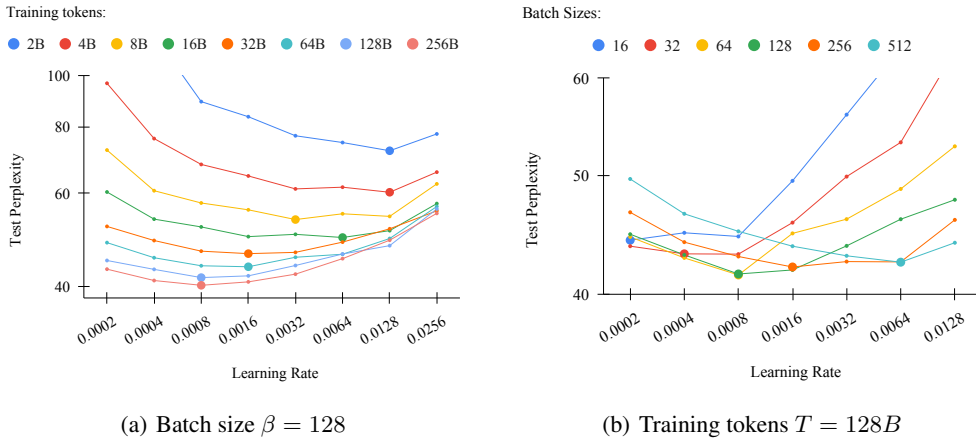 Training tokens:
2B 4B 8B 16B 32B 64B 128B 256B
100
80
60
40
Test Perplexity
0.0002 0.0004 0.0008 0.0016 0.0032 0.0064 0.0128 0.0256
Learning Rate
(a) Batch size β = 128
Batch Sizes:
16 32 64 128 256 512
60
50
40
Test Perplexity
0.0002 0.0004 0.0008 0.0016 0.0032 0.0064 0.0128
Learning Rate
(b) Training tokens T = 128B